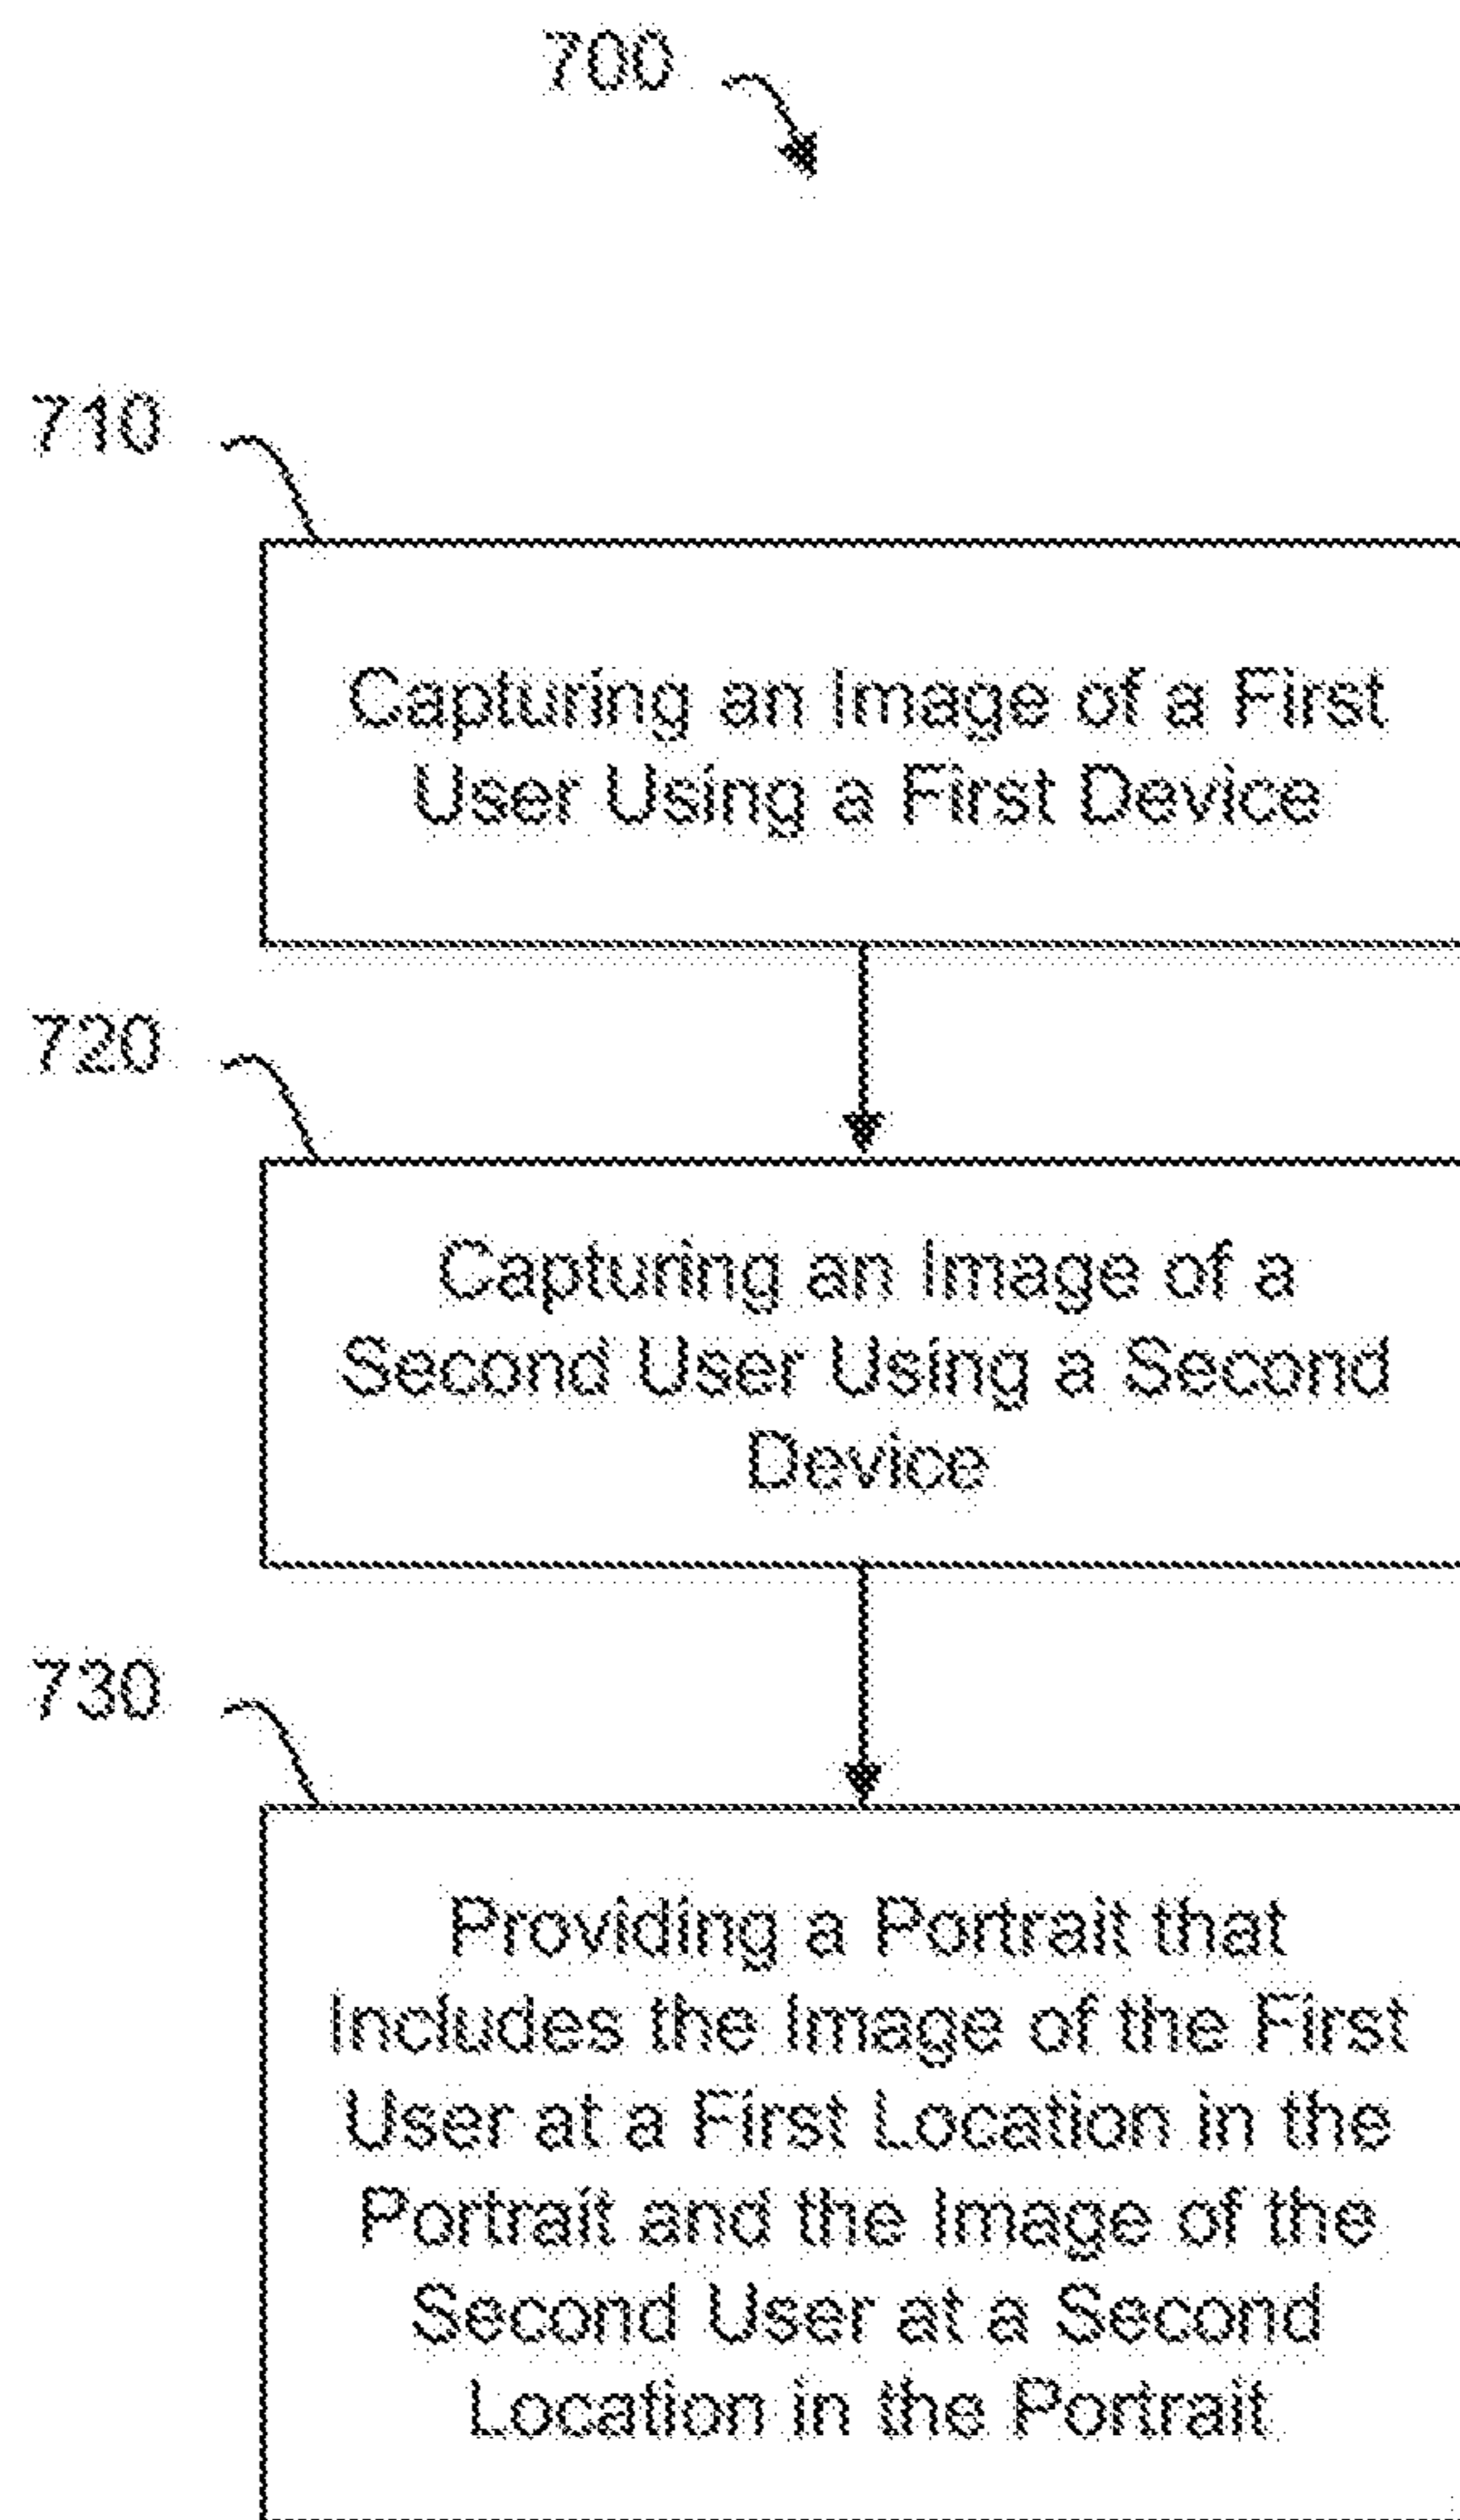 700
710
Capturing an Image of a First
User Using a First Device
720
Capturing an Image of a
Second User Using a Second
Device
730
Providing a Portrait that
Includes the Image of the First
User at a First Location in the
Portrait and the Image of the
Second User at a Second
Location in the Portrait